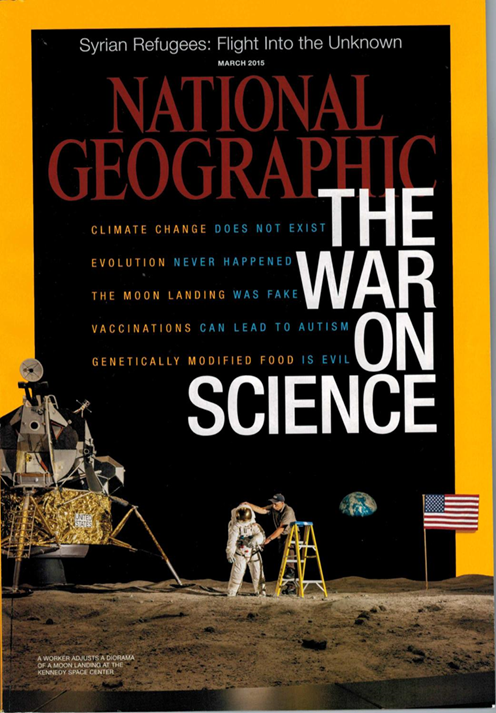 Syrian Refugees: Flight Into the Unknown
MARCH 2015
NATIONAL
GEOGRAPHIC
THE
WAR
ON
SCIENCE
CLIMATE CHANGE DOES NOT EXIST
EVOLUTION NEVER HAPPENED
THE MOON LANDING WAS FAKE
VACCINATIONS CAN LEAD TO AUTISM
GENETICALLY MODIFIED FOOD IS EVIL
A WORKER ADJUSTS A DIORAMA
OF A MOON LANDING AT THE
KENNEDY SPACE CENTER.